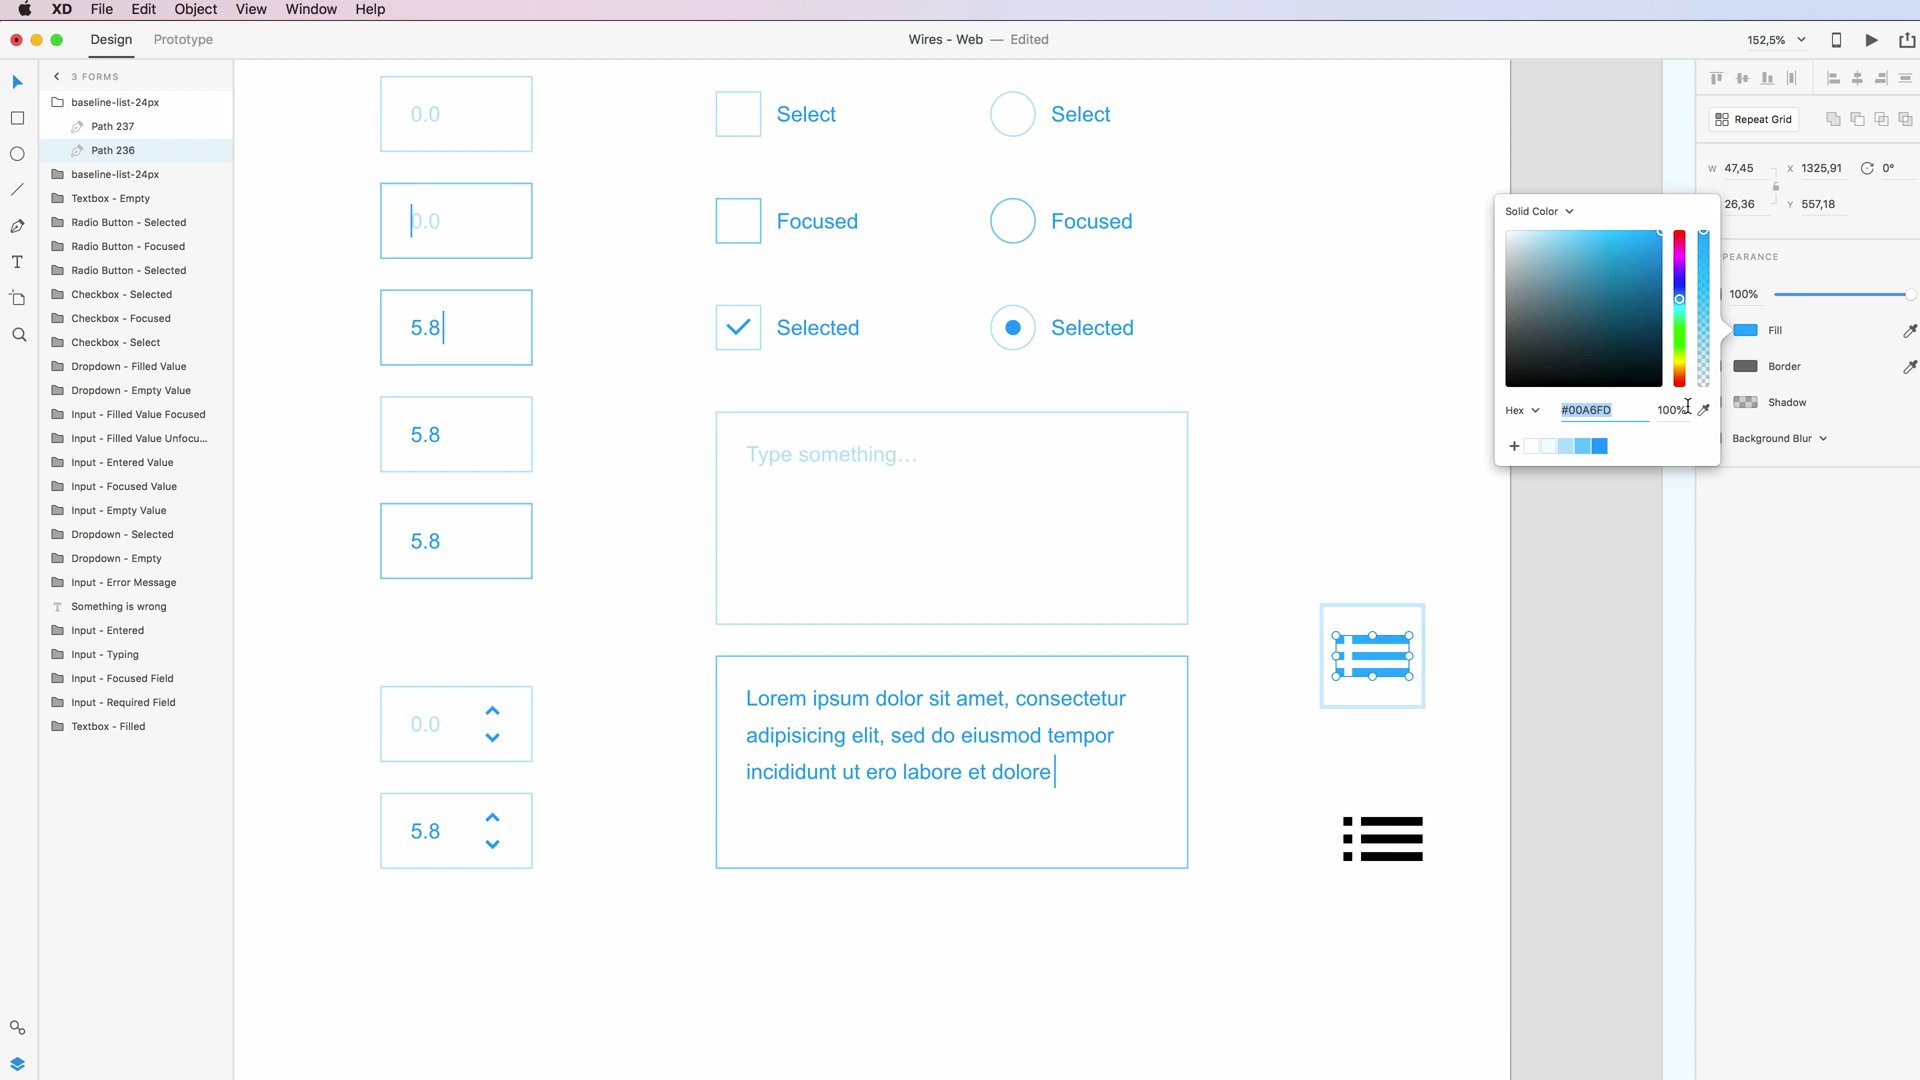 XD File Edit Object View Window Help
Design Prototype
Wires - Web — Edited
152,5%
3 FORMS
baseline-list-24px
Path 237
Path 236
baseline-list-24px
Textbox - Empty
Radio Button - Selected
Radio Button - Focused
Radio Button - Selected
Checkbox - Selected
Checkbox - Focused
Checkbox - Select
Dropdown - Filled Value
Dropdown - Empty Value
Input - Filled Value Focused
Input - Filled Value Unfocu...
Input - Entered Value
Input - Focused Value
Input - Empty Value
Dropdown - Selected
Dropdown - Empty
Input - Error Message
T Something is wrong
Input - Entered
Input - Typing
Input - Focused Field
Input - Required Field
Textbox - Filled
0.0
0.0
5.8
5.8
5.8
0.0
5.8
Select
Focused
Selected
Select
Focused
Selected
Type something...
Lorem ipsum dolor sit amet, consectetur
adipisicing elit, sed do eiusmod tempor
incididunt ut ero labore et dolore
Solid Color
Hex #00A6FD 100%
Repeat Grid
W 47,45 X 1325,91 0°
26,36 Y 557,18
PEARANCE
100%
Fill
Border
Shadow
Background Blur